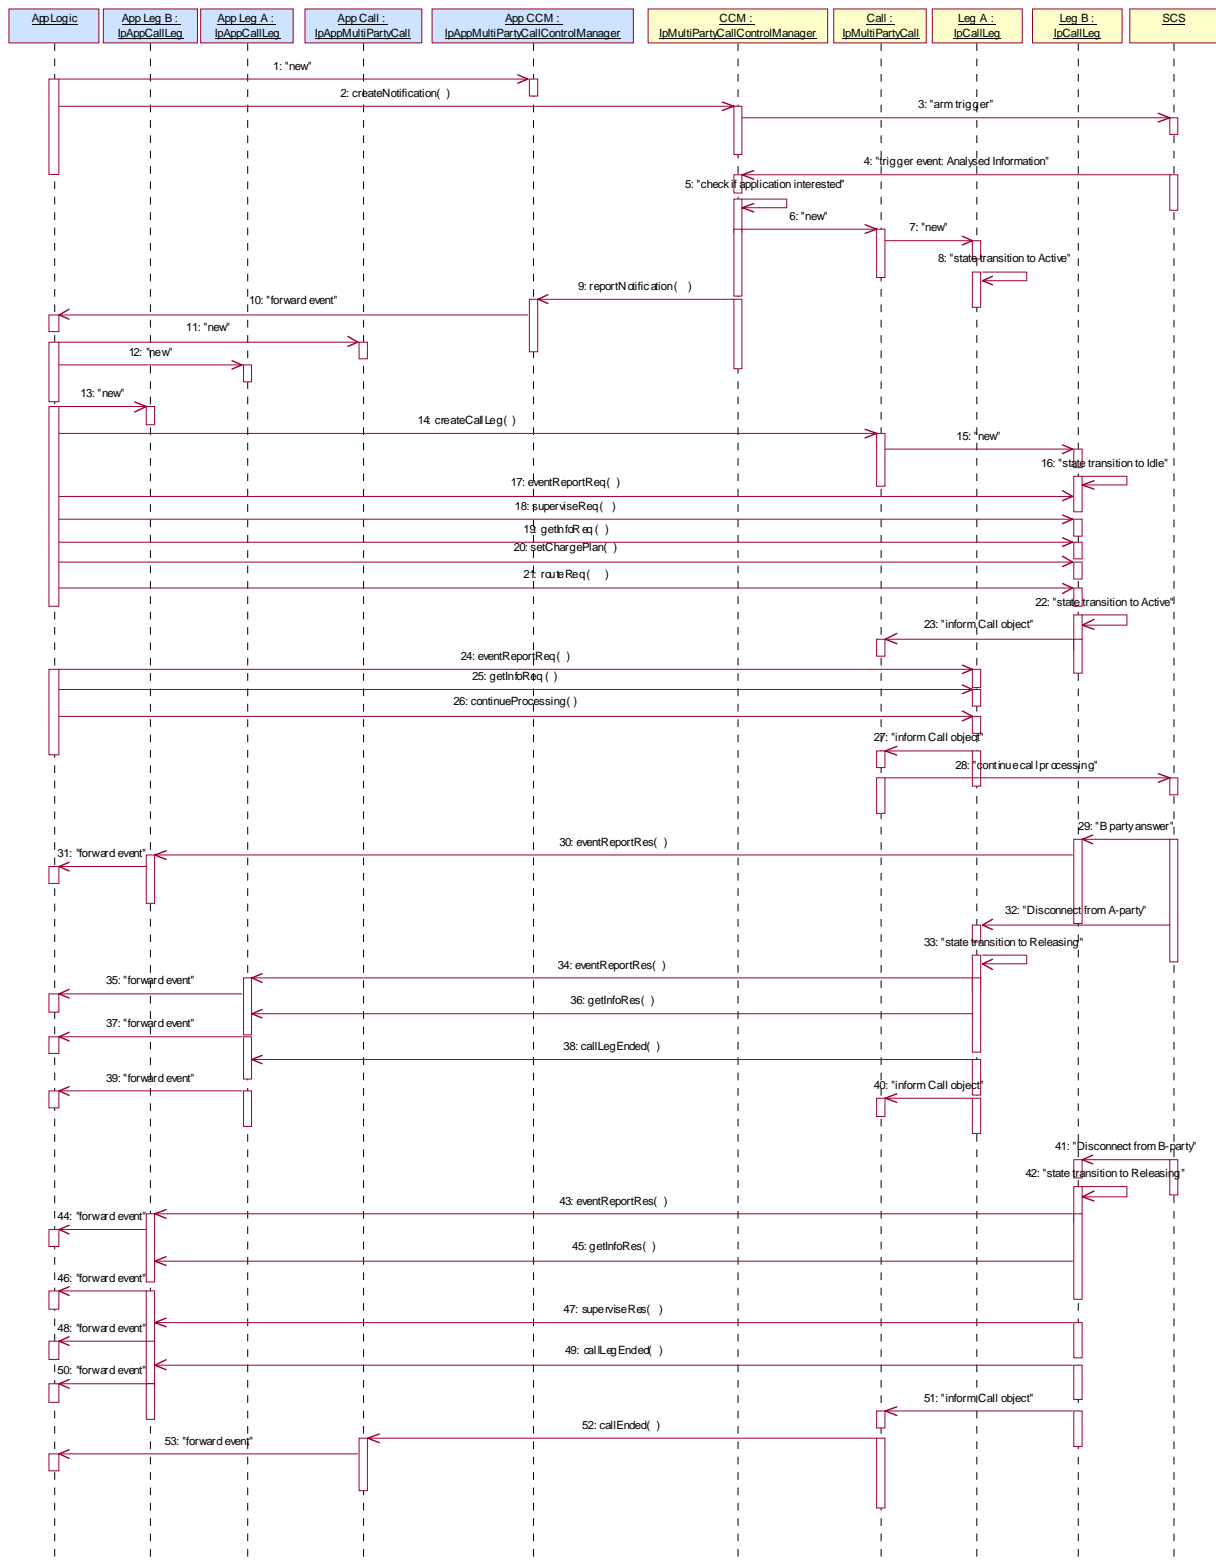 AppLogic
App Leg B :
IpAppCallLeg
App Leg A :
IpAppCallLeg
App Call :
IpAppMultiPartyCall
App CCM :
IpAppMultiPartyCallControlManager
CCM :
IpMultiPartyCallControlManager
Call :
IpMultiPartyCall
Leg A :
IpCallLeg
Leg B :
IpCallLeg
SCS
1: "new"
2: createNotification( )
3: "arm trigger"
4: "trigger event: Analysed Information"
5: "check if application interested"
6: "new"
7: "new"
8: "state transition to Active"
9: reportNotification( )
10: "forward event"
11: "new"
12: "new"
13: "new"
14: createCallLeg( )
15: "new"
16: "state transition to Idle"
17: eventReportReq( )
18: superviseReq( )
19: getInfoReq( )
20: setChargePlan( )
21: routeReq( )
22: "state transition to Active"
23: "inform Call object"
24: eventReportReq( )
25: getInfoReq( )
26: continueProcessing( )
27: "inform Call object"
28: "continue call processing"
29: "B party answer"
30: eventReportRes( )
31: "forward event"
32: "Disconnect from A-party"
33: "state transition to Releasing"
34: eventReportRes( )
35: "forward event"
36: getInfoRes( )
37: "forward event"
38: callLegEnded( )
39: "forward event"
40: "inform Call object"
41: "Disconnect from B-party"
42: "state transition to Releasing"
43: eventReportRes( )
44: "forward event"
45: getInfoRes( )
46: "forward event"
47: superviseRes( )
48: "forward event"
49: callLegEnded( )
50: "forward event"
51: "inform Call object"
52: callEnded( )
53: "forward event"